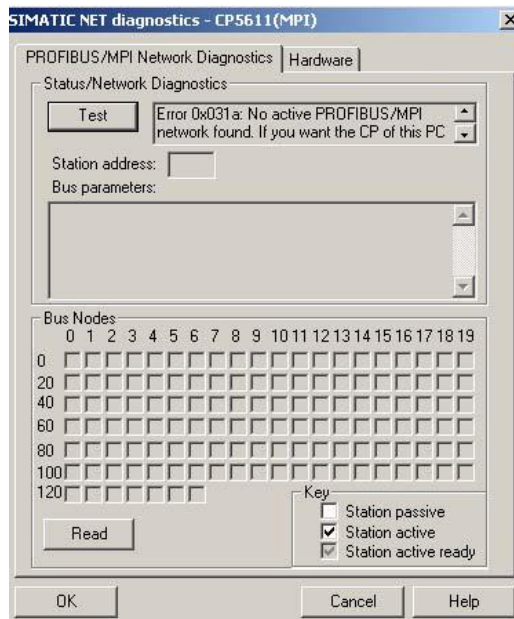 SIMATIC NET diagnostics - CP5611(MPI)
PROFIBUS/MPI Network Diagnostics
Hardware
Status/Network Diagnostics
Test
Error 0x031a: No active PROFIBUS/MPI
network found. If you want the CP of this PC
Station address:
Bus parameters:
Bus Nodes
0 1 2 3 4 5 6 7 8 9 10 11 12 13 14 15 16 17 18 19
0
20
40
60
80
100
120
Key
Station passive
Station active
Station active ready
Read
OK
Cancel
Help